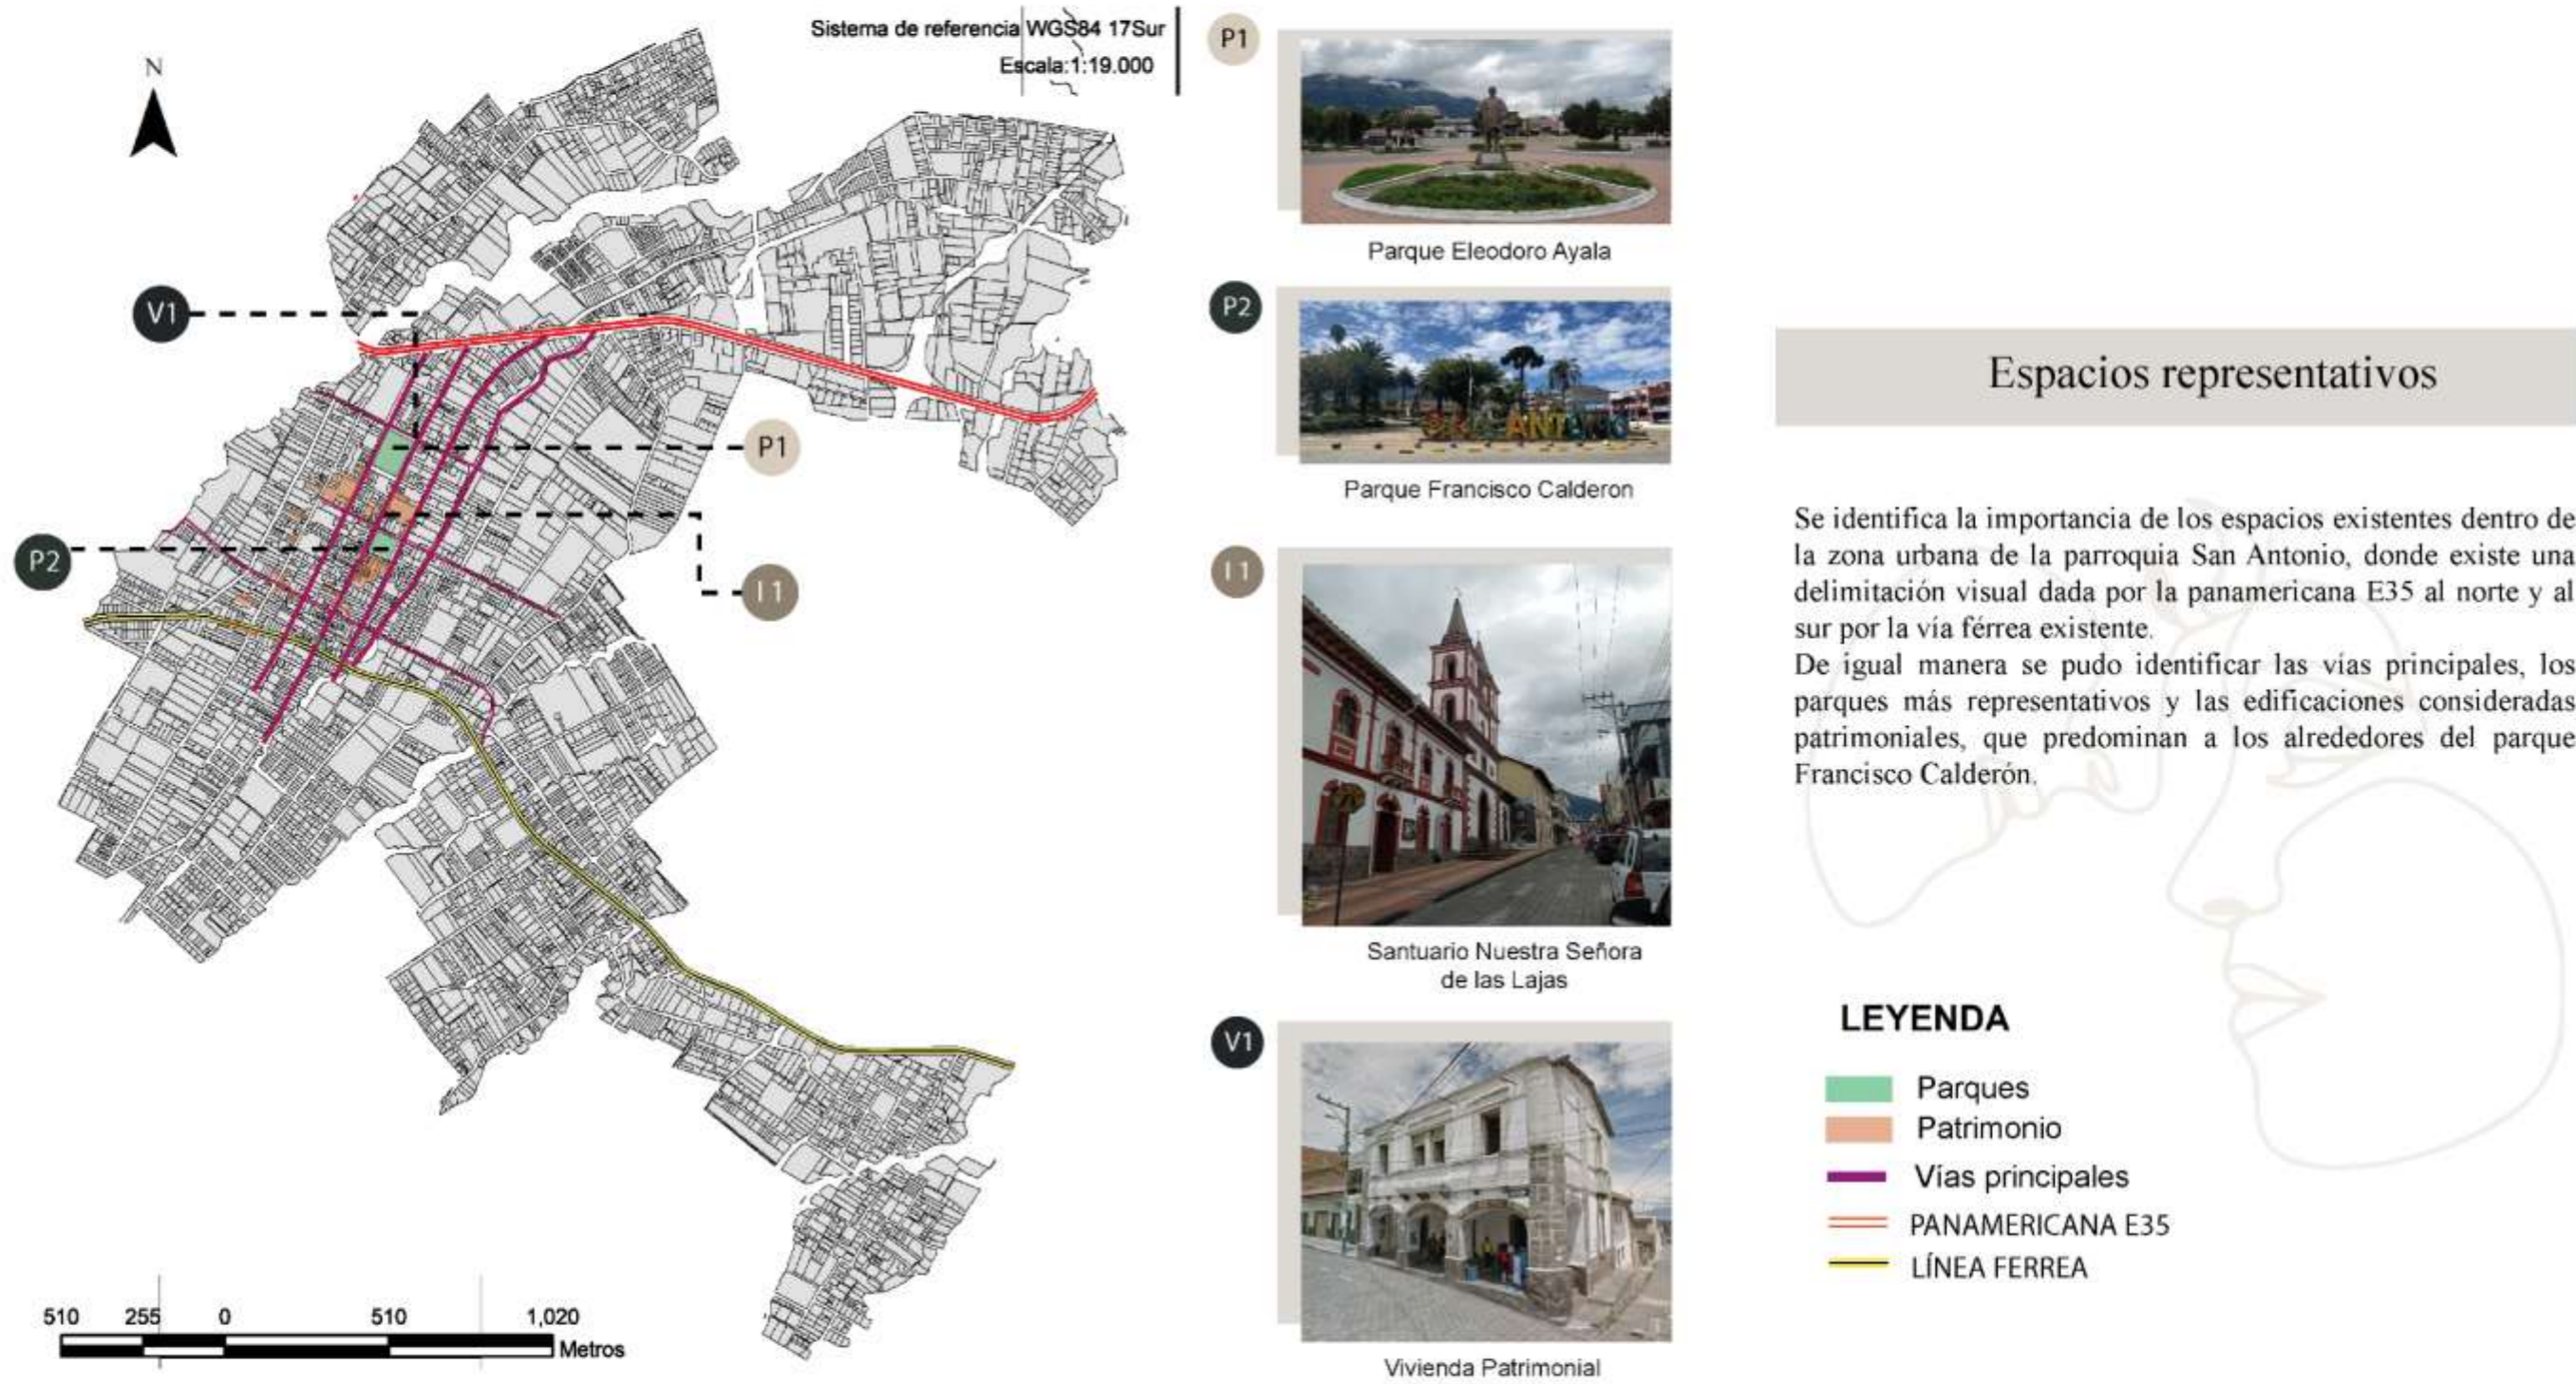 Sistema de referencia WGS84 17Sur
Escala:1:19.000
N
V1
P1
P2
I1
510 255 0 510 1,020
Metros
P1
Parque Eleodoro Ayala
P2
ANTONIO
Parque Francisco Calderon
I1
Santuario Nuestra Señora
de las Lajas
V1
Vivienda Patrimonial
Espacios representativos
Se identifica la importancia de los espacios existentes dentro de
la zona urbana de la parroquia San Antonio, donde existe una
delimitación visual dada por la panamericana E35 al norte y al
sur por la vía férrea existente.
De igual manera se pudo identificar las vías principales, los
parques más representativos y las edificaciones consideradas
patrimoniales, que predominan a los alrededores del parque
Francisco Calderón.
LEYENDA
Parques
Patrimonio
Vías principales
PANAMERICANA E35
LÍNEA FERREA